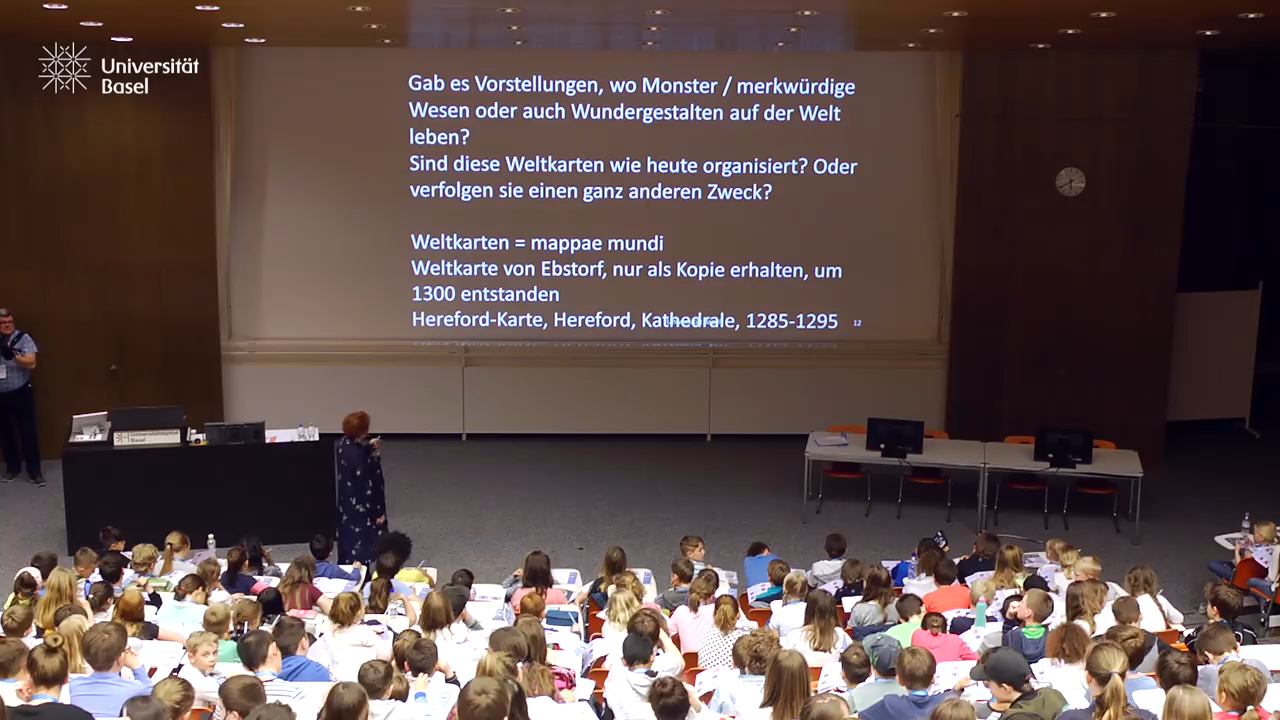 Universität
Basel
Gab es Vorstellungen, wo Monster / merkwürdige
Wesen oder auch Wundergestalten auf der Welt
leben?
Sind diese Weltkarten wie heute organisiert? Oder
verfolgen sie einen ganz anderen Zweck?
Weltkarten = mappae mundi
Weltkarte von Ebstorf, nur als Kopie erhalten, um
1300 entstanden
Hereford-Karte, Hereford, Kathedrale, 1285-1295
12
Basel